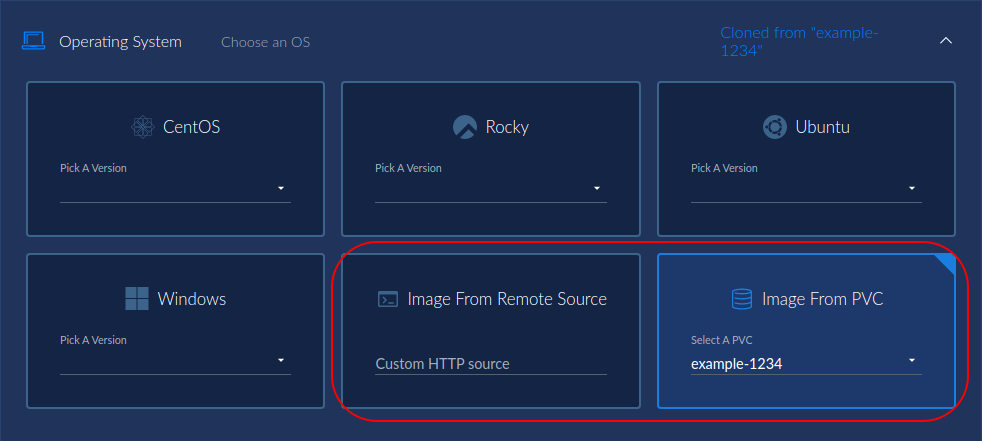 Operating System
Choose an OS
Cloned from "example-
1234"
CentOS
Rocky
Ubuntu
Pick A Version
Pick A Version
Pick A Version
Windows
Image From Remote Source
Image From PVC
Pick A Version
Select A PVC
Custom HTTP source
example-1234